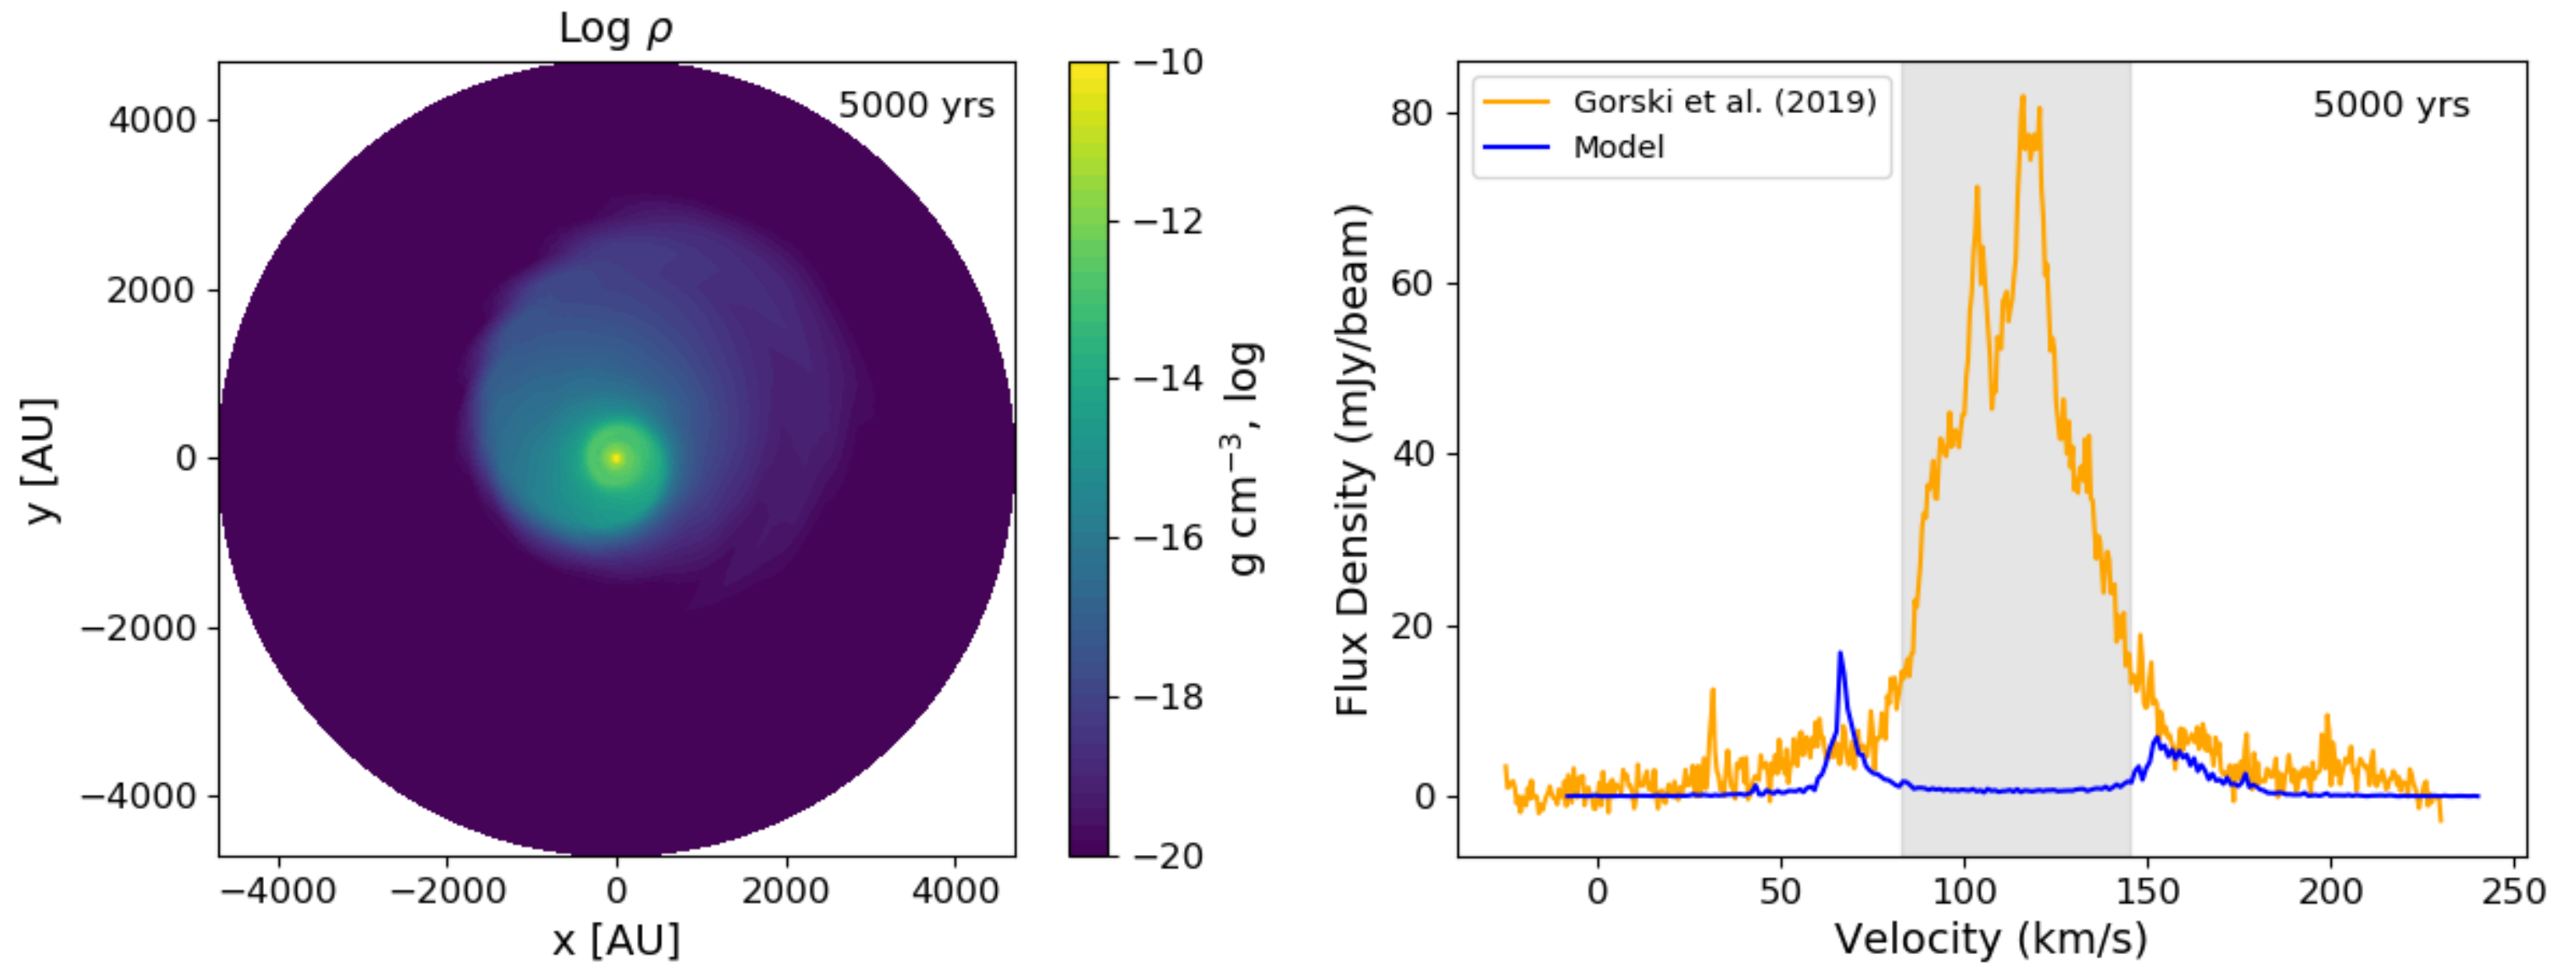 Log ρ
5000 yrs
4000
2000
0
−2000
−4000
y [AU]
−4000 −2000 0 2000 4000
x [AU]
−10
−12
−14
−16
−18
−20
g cm⁻³, log
Gorski et al. (2019)
Model
5000 yrs
80
60
40
20
0
Flux Density (mJy/beam)
0 50 100 150 200 250
Velocity (km/s)